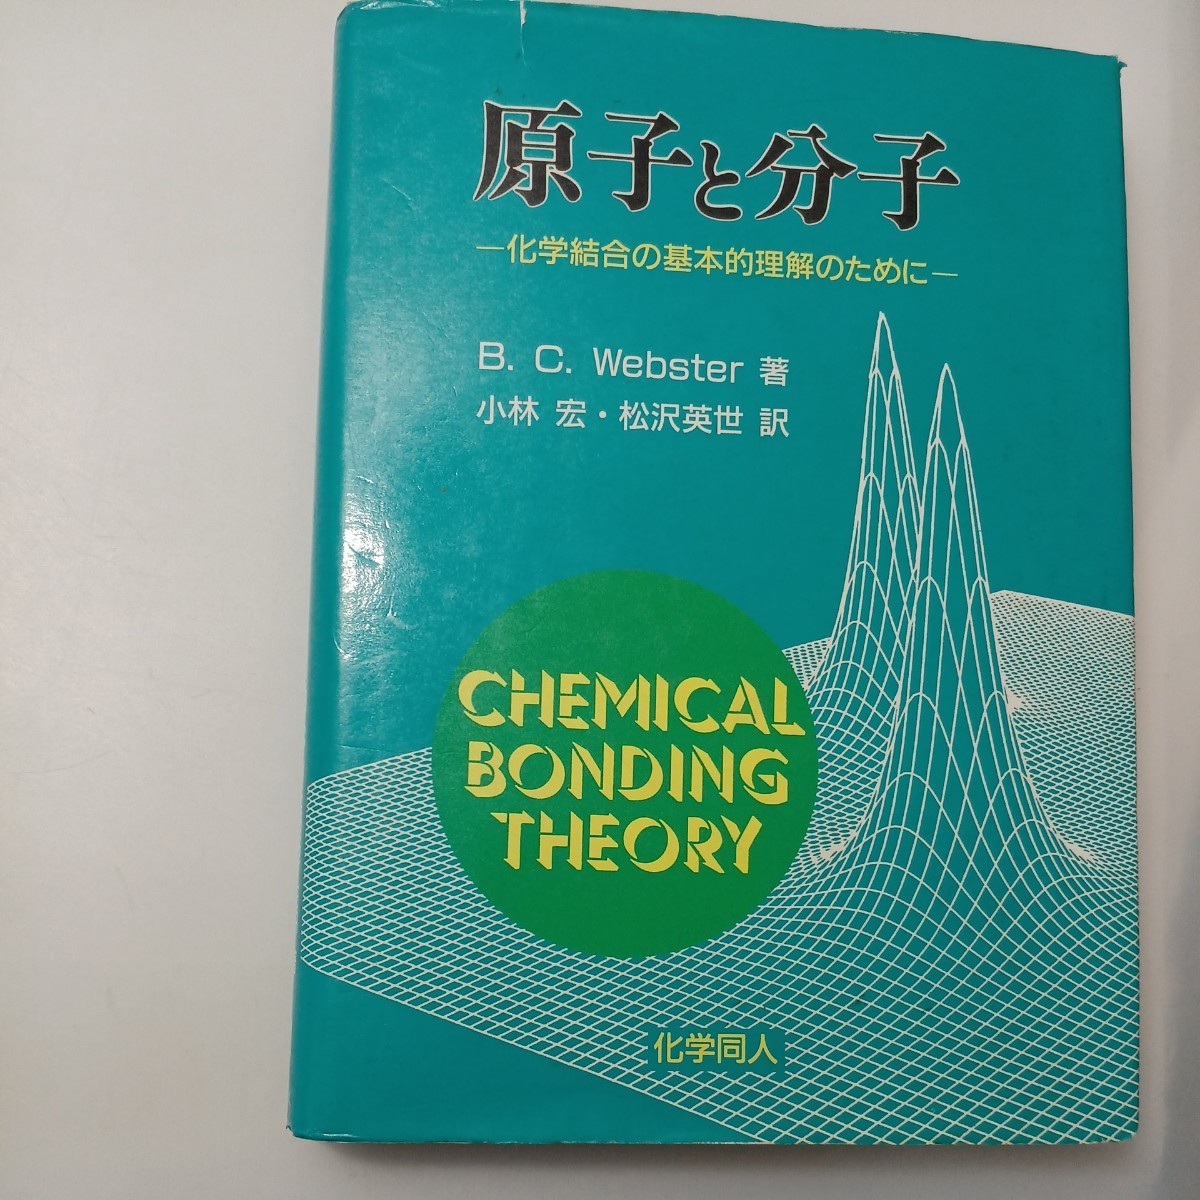 原子と分子
―化学結合の基本的理解のために―
B. C. Webster 著
小林 宏・松沢英世 訳
CHEMICAL
BONDING
THEORY
化学同人